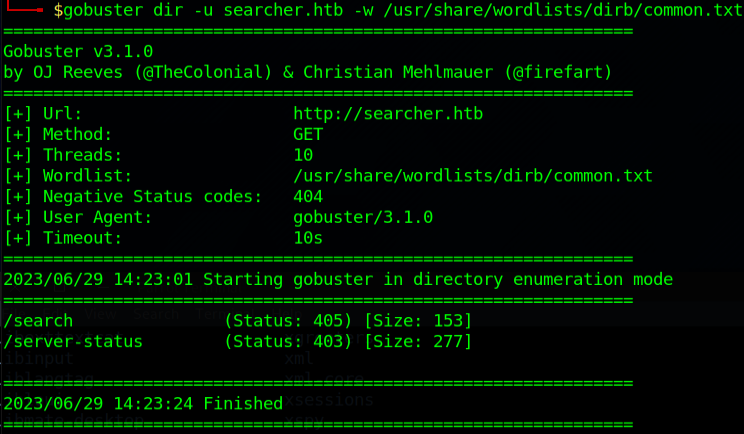 $gobuster dir -u searcher.htb -w /usr/share/wordlists/dirb/common.txt
===============================================================
Gobuster v3.1.0
by OJ Reeves (@TheColonial) & Christian Mehlmauer (@firefart)
===============================================================
[+] Url: http://searcher.htb
[+] Method: GET
[+] Threads: 10
[+] Wordlist: /usr/share/wordlists/dirb/common.txt
[+] Negative Status codes: 404
[+] User Agent: gobuster/3.1.0
[+] Timeout: 10s
===============================================================
2023/06/29 14:23:01 Starting gobuster in directory enumeration mode
===============================================================
/search (Status: 405) [Size: 153]
/server-status (Status: 403) [Size: 277]
===============================================================
2023/06/29 14:23:24 Finished
===============================================================